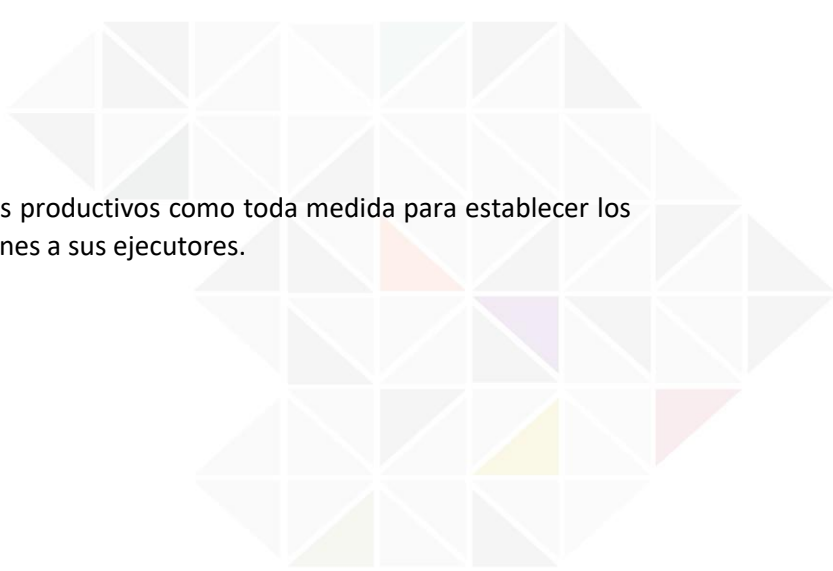 s productivos como toda medida para establecer los
nes a sus ejecutores.